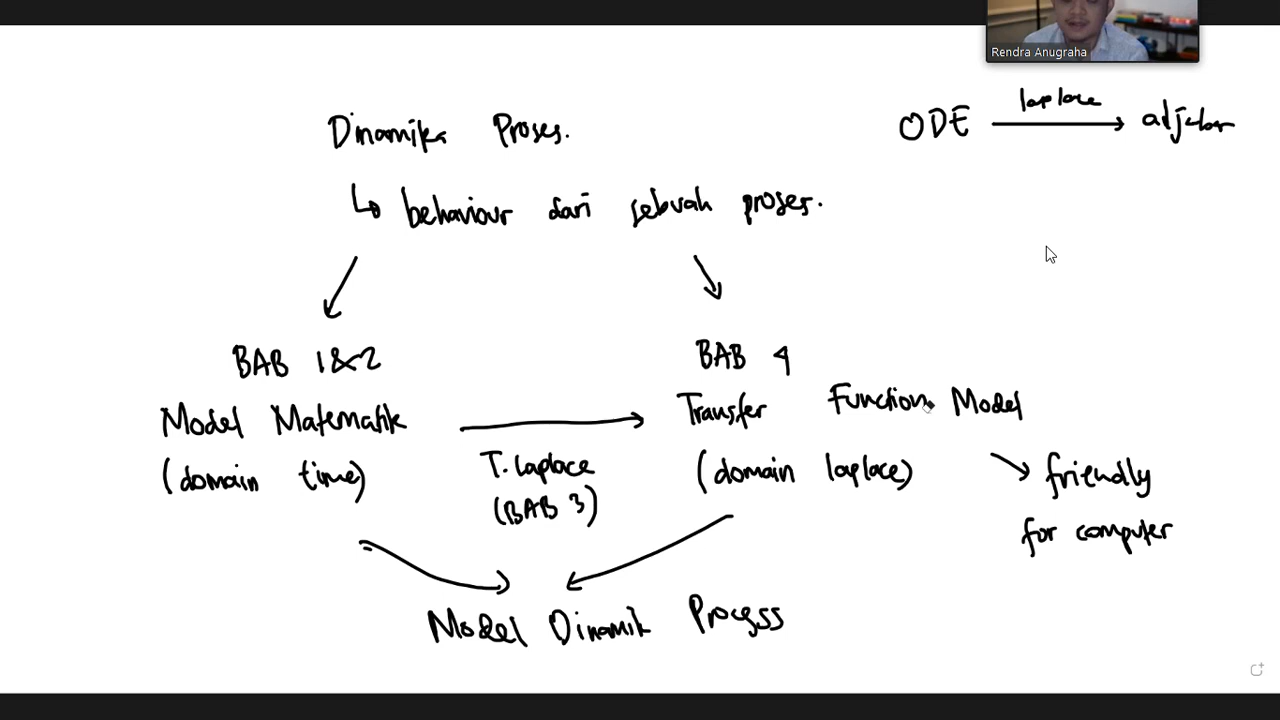 Rendra Anugraha
ODE laplace
Dinamika Proses.
behaviour dari sebuah proses.
BAB 1&2
Model Matematik
(domain time)
T. laplace
(BAB 3)
BAB 4
Transfer Function Model
(domain laplace)
friendly
for computer
Model Dinamik Process